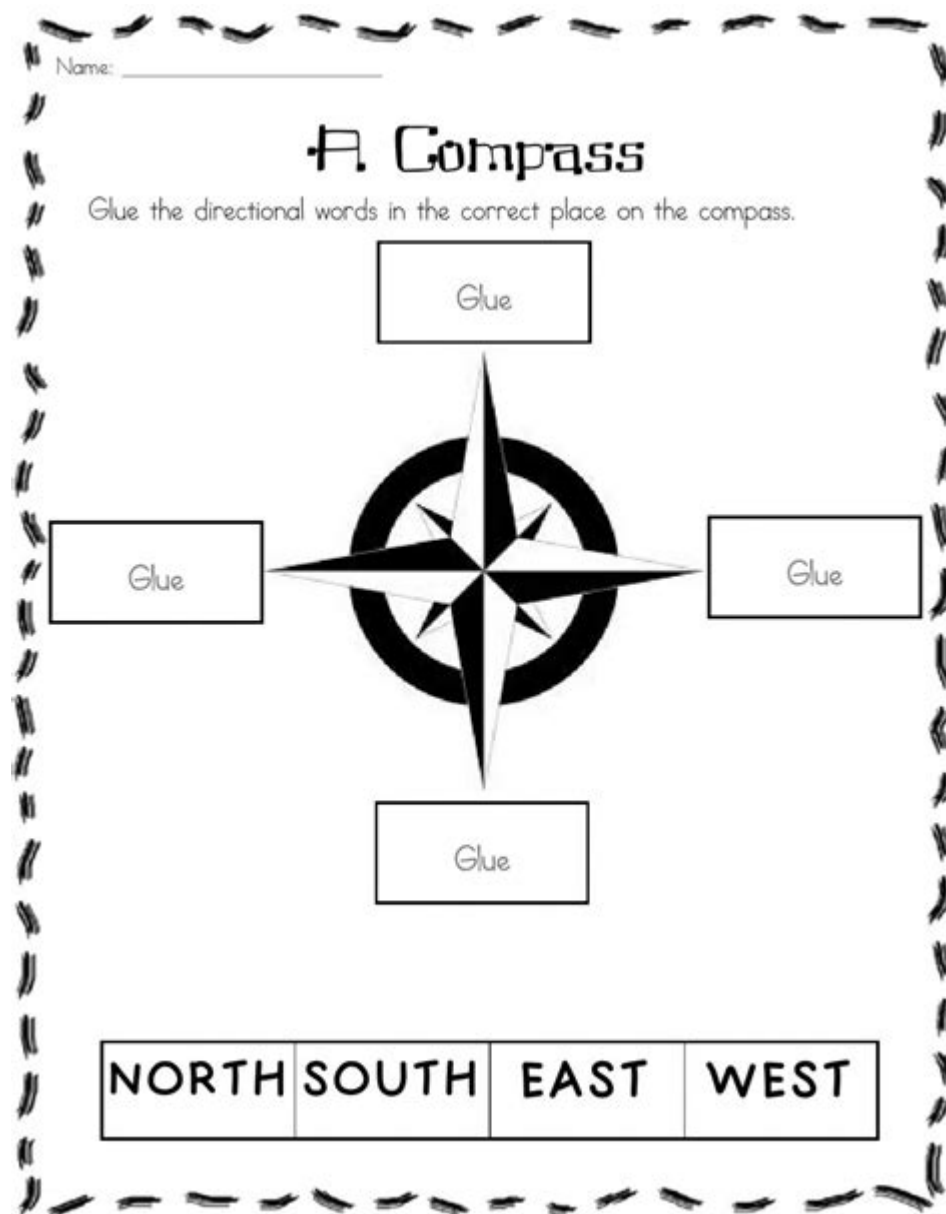 Name:
A Compass
Glue the directional words in the correct place on the compass.
Glue
Glue
Glue
Glue
NORTH SOUTH EAST WEST